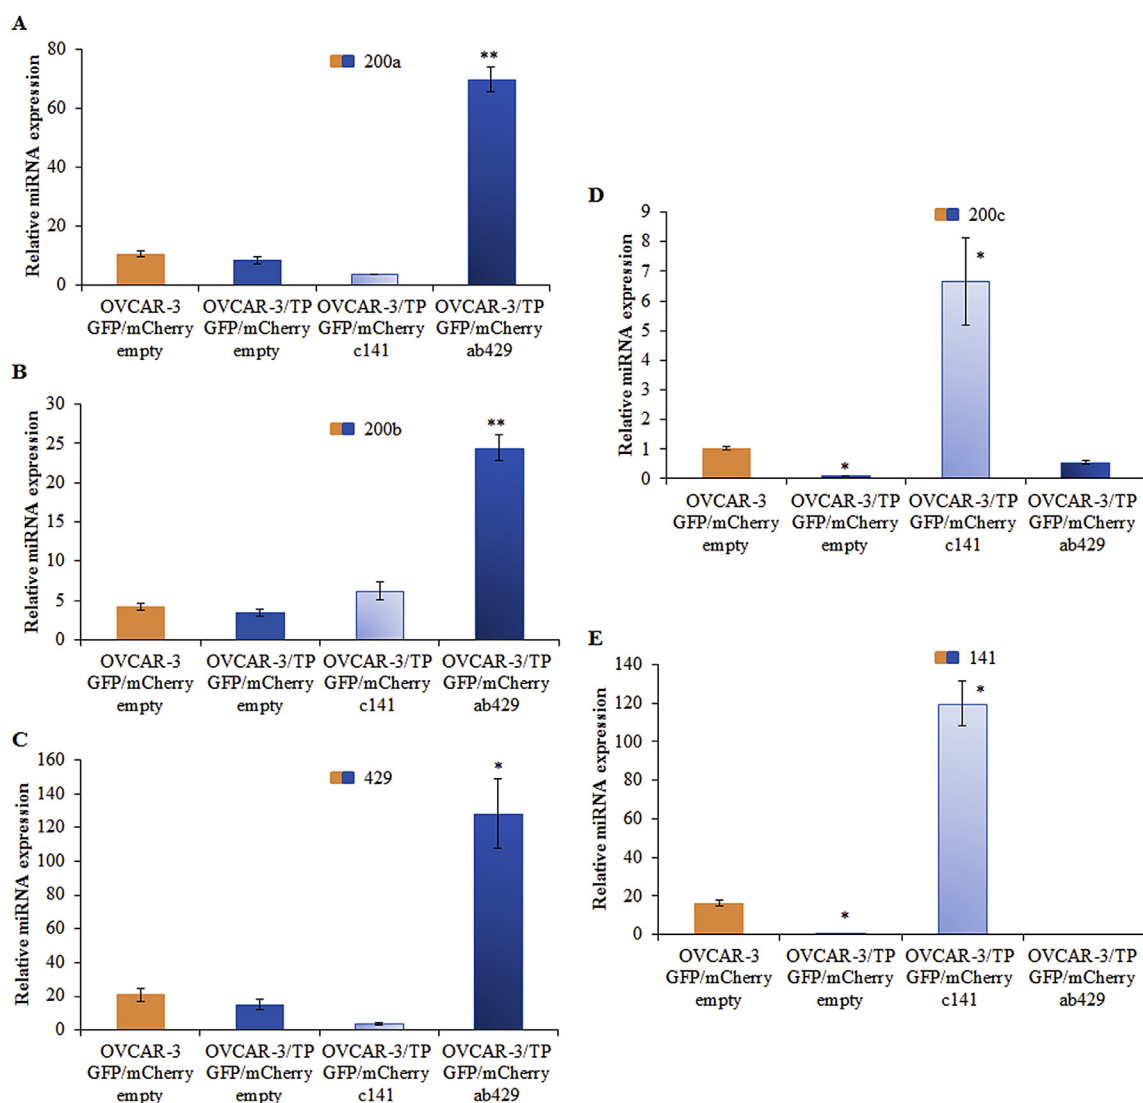 A
Relative miRNA expression
80
60
40
20
0
200a
**
OVCAR-3 OVCAR-3/TP OVCAR-3/TP OVCAR-3/TP
GFP/mCherry GFP/mCherry GFP/mCherry GFP/mCherry
empty empty c141 ab429
B
Relative miRNA expression
30
25
20
15
10
5
0
200b
**
OVCAR-3 OVCAR-3/TP OVCAR-3/TP OVCAR-3/TP
GFP/mCherry GFP/mCherry GFP/mCherry GFP/mCherry
empty empty c141 ab429
C
Relative miRNA expression
160
140
120
100
80
60
40
20
0
429
*
OVCAR-3 OVCAR-3/TP OVCAR-3/TP OVCAR-3/TP
GFP/mCherry GFP/mCherry GFP/mCherry GFP/mCherry
empty empty c141 ab429
D
Relative miRNA expression
9
8
7
6
5
4
3
2
1
0
200c
*
*
OVCAR-3 OVCAR-3/TP OVCAR-3/TP OVCAR-3/TP
GFP/mCherry GFP/mCherry GFP/mCherry GFP/mCherry
empty empty c141 ab429
E
Relative miRNA expression
140
120
100
80
60
40
20
0
141
*
*
OVCAR-3 OVCAR-3/TP OVCAR-3/TP OVCAR-3/TP
GFP/mCherry GFP/mCherry GFP/mCherry GFP/mCherry
empty empty c141 ab429